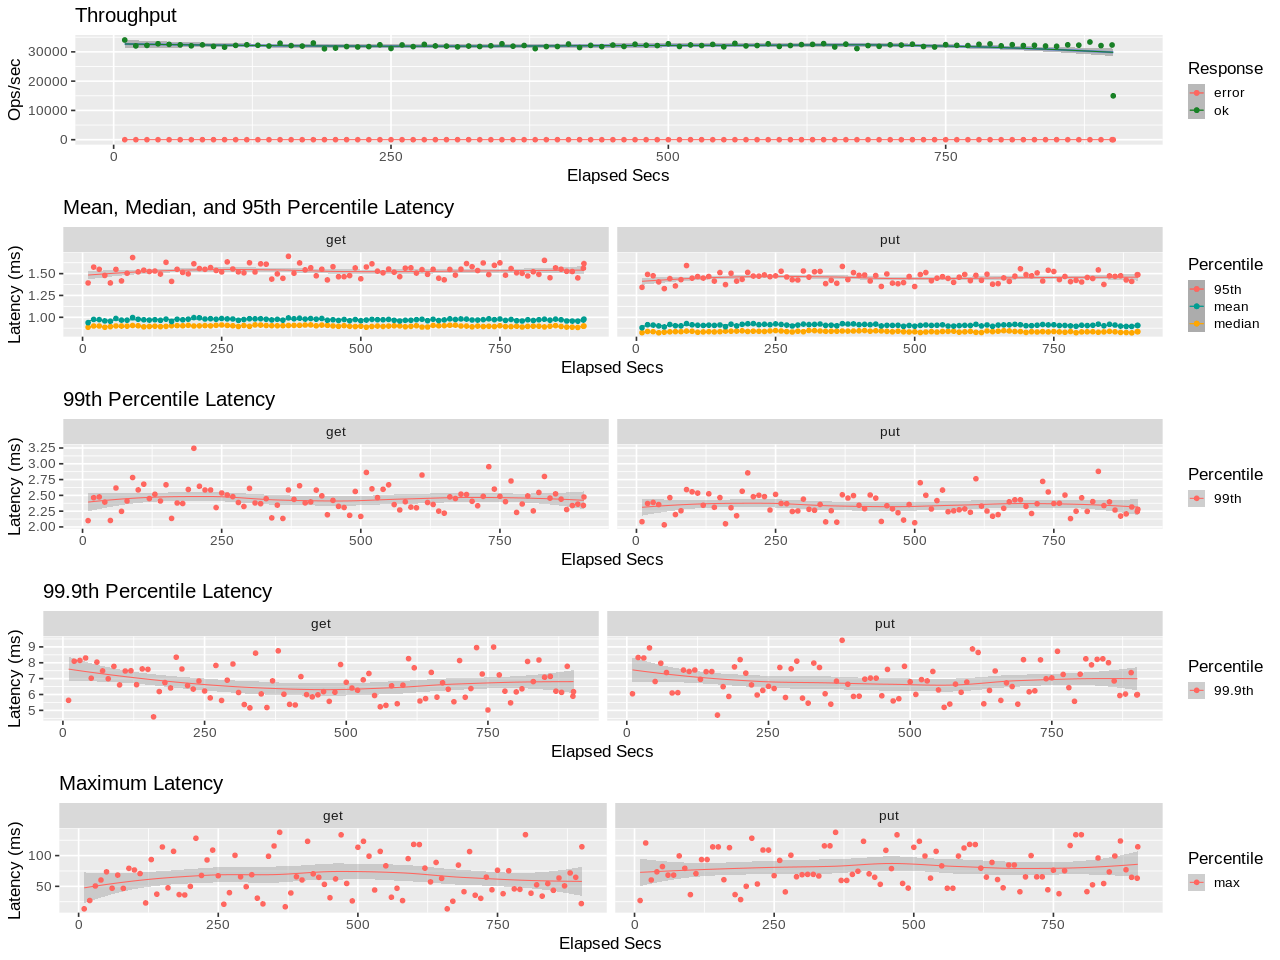 Throughput
Ops/sec
30000
20000
10000
0
0 250 500 750
Elapsed Secs
Response
error
ok
Mean, Median, and 95th Percentile Latency
get put
Latency (ms)
1.50
1.25
1.00
0 250 500 750 0 250 500 750
Elapsed Secs
Percentile
95th
mean
median
99th Percentile Latency
get put
Latency (ms)
3.25
3.00
2.75
2.50
2.25
2.00
0 250 500 750 0 250 500 750
Elapsed Secs
Percentile
99th
99.9th Percentile Latency
get put
Latency (ms)
9
8
7
6
5
0 250 500 750 0 250 500 750
Elapsed Secs
Percentile
99.9th
Maximum Latency
get put
Latency (ms)
100
50
0 250 500 750 0 250 500 750
Elapsed Secs
Percentile
max